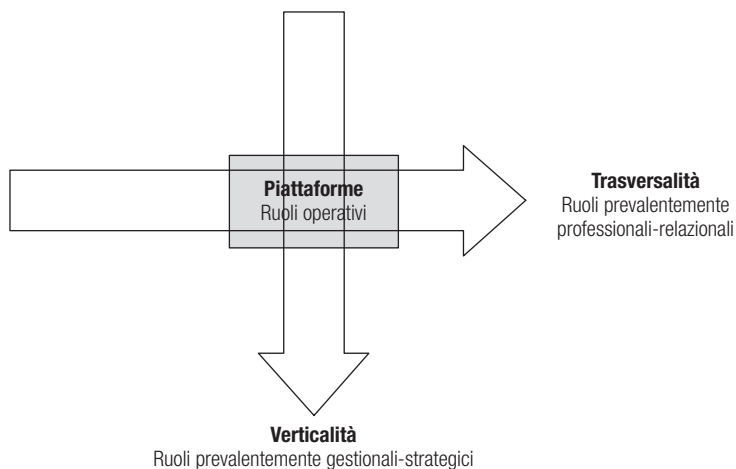 Piattaforme
Ruoli operativi
Trasversalità
Ruoli prevalentemente
professionali-relazionali
Verticalità
Ruoli prevalentemente gestionali-strategici